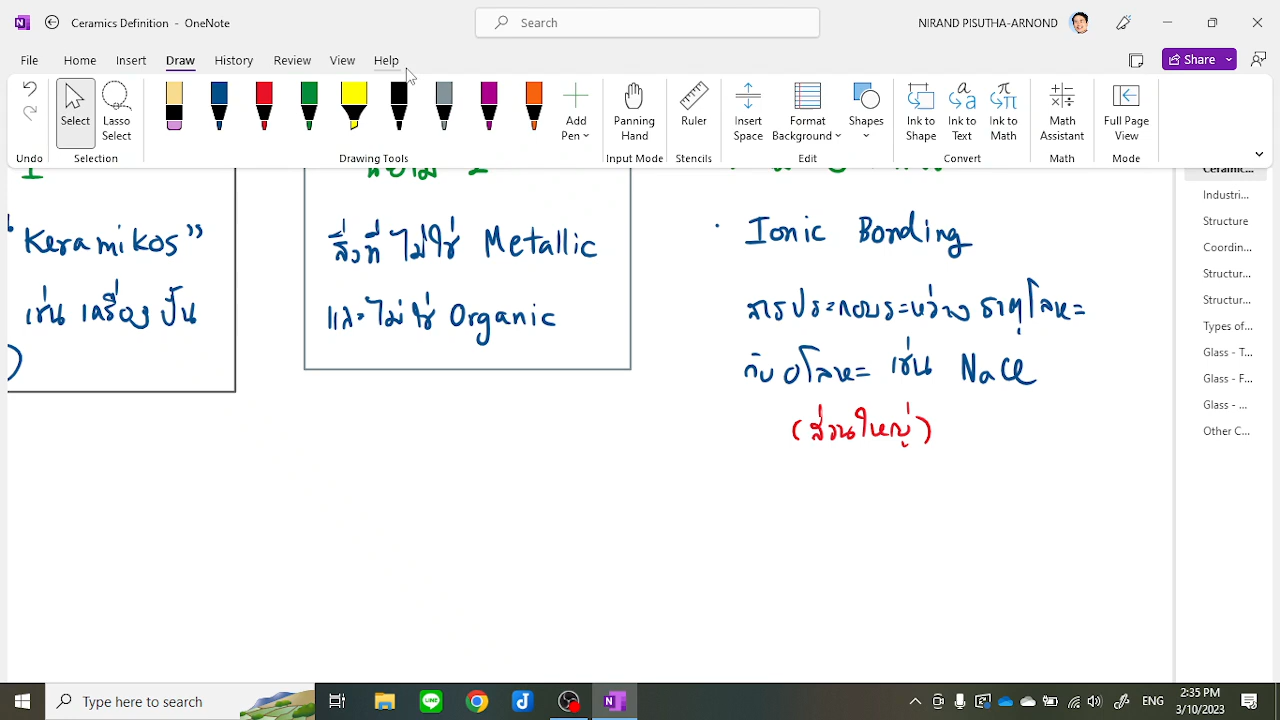 Ceramics Definition - OneNote
Search
NIRAND PISUTHA-ARNOND
File Home Insert Draw History Review View Help
Share
Select
Lasso Select
Add Pen
Panning Hand
Ruler
Insert Space
Format Background
Shapes
Ink to Shape
Ink to Text
Ink to Math
Math Assistant
Full Page View
Undo Selection Drawing Tools Input Mode Stencils Edit Convert Math Mode
"Keramikos"
เช่น เครื่องปั้น
สิ่งที่ไม่ใช่ Metallic
และไม่ใช่ Organic
Ionic Bonding
สารประกอบระหว่างธาตุโลหะ
กับอโลหะ เช่น NaCl
(ส่วนใหญ่)
Ceramic...
Industri...
Structure
Coordin...
Structur...
Structur...
Types of...
Glass - T...
Glass - F...
Glass - ...
Other C...
Type here to search
ENG
2:35 PM
3/10/2023